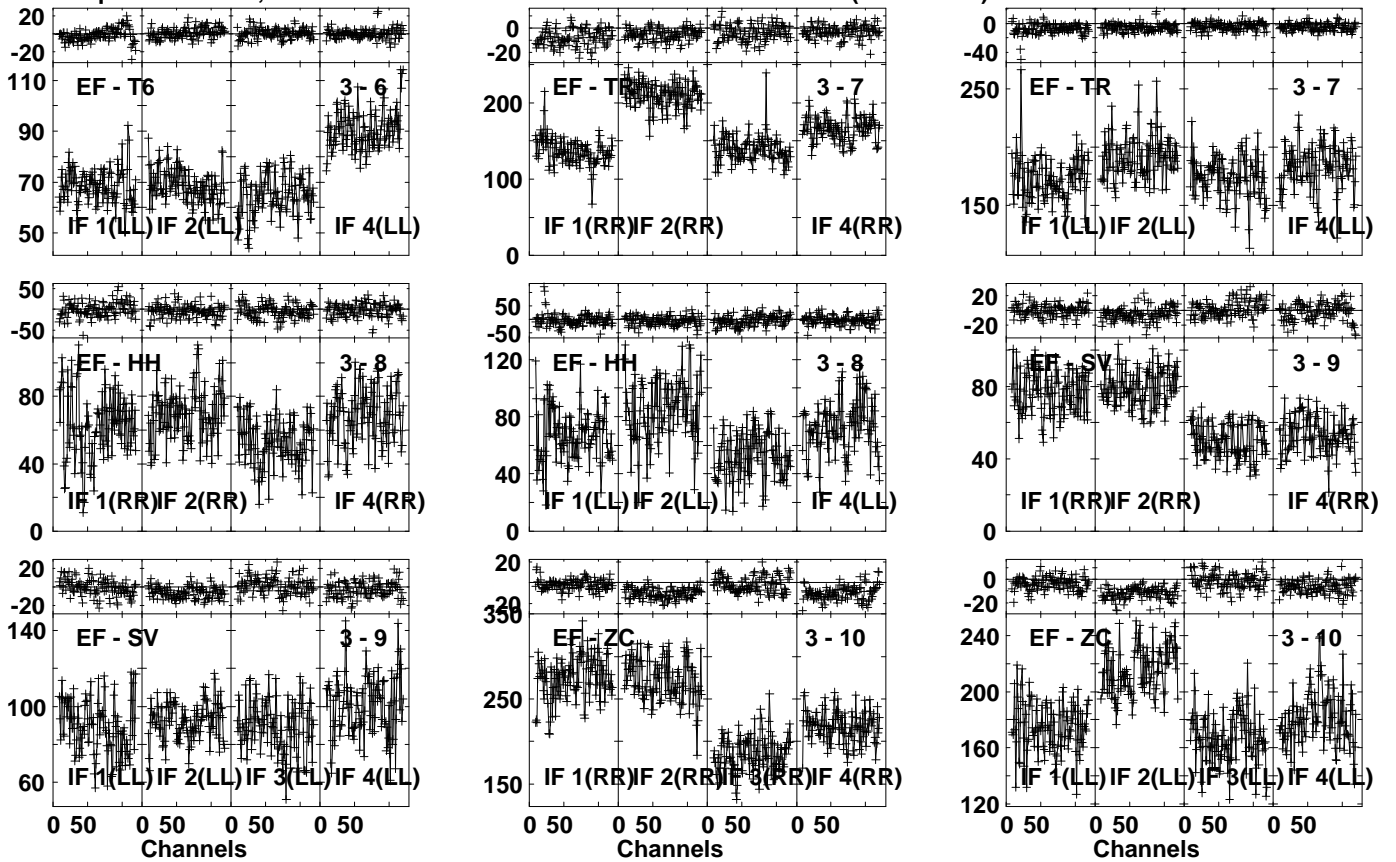 20 0 20
-20 -20 0
-40
110 EF - T6 3 - 6 EF - TR 3 - 7 EF - TR 3 - 7
250
90 200
70 100 150
50 IF 1(LL) IF 2(LL) IF 4(LL) IF 1(RR) IF 2(RR) IF 4(RR) IF 1(LL) IF 2(LL) IF 4(LL)
0
50 50 20
-50 -50 -20
EF - HH 3 - 8 EF - HH 3 - 8 EF - SV 3 - 9
120
80 80 80
40 40 40
IF 1(RR) IF 2(RR) IF 4(RR) IF 1(LL) IF 2(LL) IF 4(LL) IF 1(RR) IF 2(RR) IF 4(RR)
0 0 0
20 20 0
-20 -20 -20
350
140 EF - SV 3 - 9 EF - ZC 3 - 10 EF - ZC 3 - 10
240
100 250 200
160
60 IF 1(LL) IF 2(LL) IF 3(LL) IF 4(LL) 150 IF 1(RR) IF 2(RR) IF 3(RR) IF 4(RR) IF 1(LL) IF 2(LL) IF 3(LL) IF 4(LL)
120
0 50 0 50 0 50 0 50 0 50 0 50 0 50 0 50 0 50 0 50 0 50 0 50
Channels Channels Channels